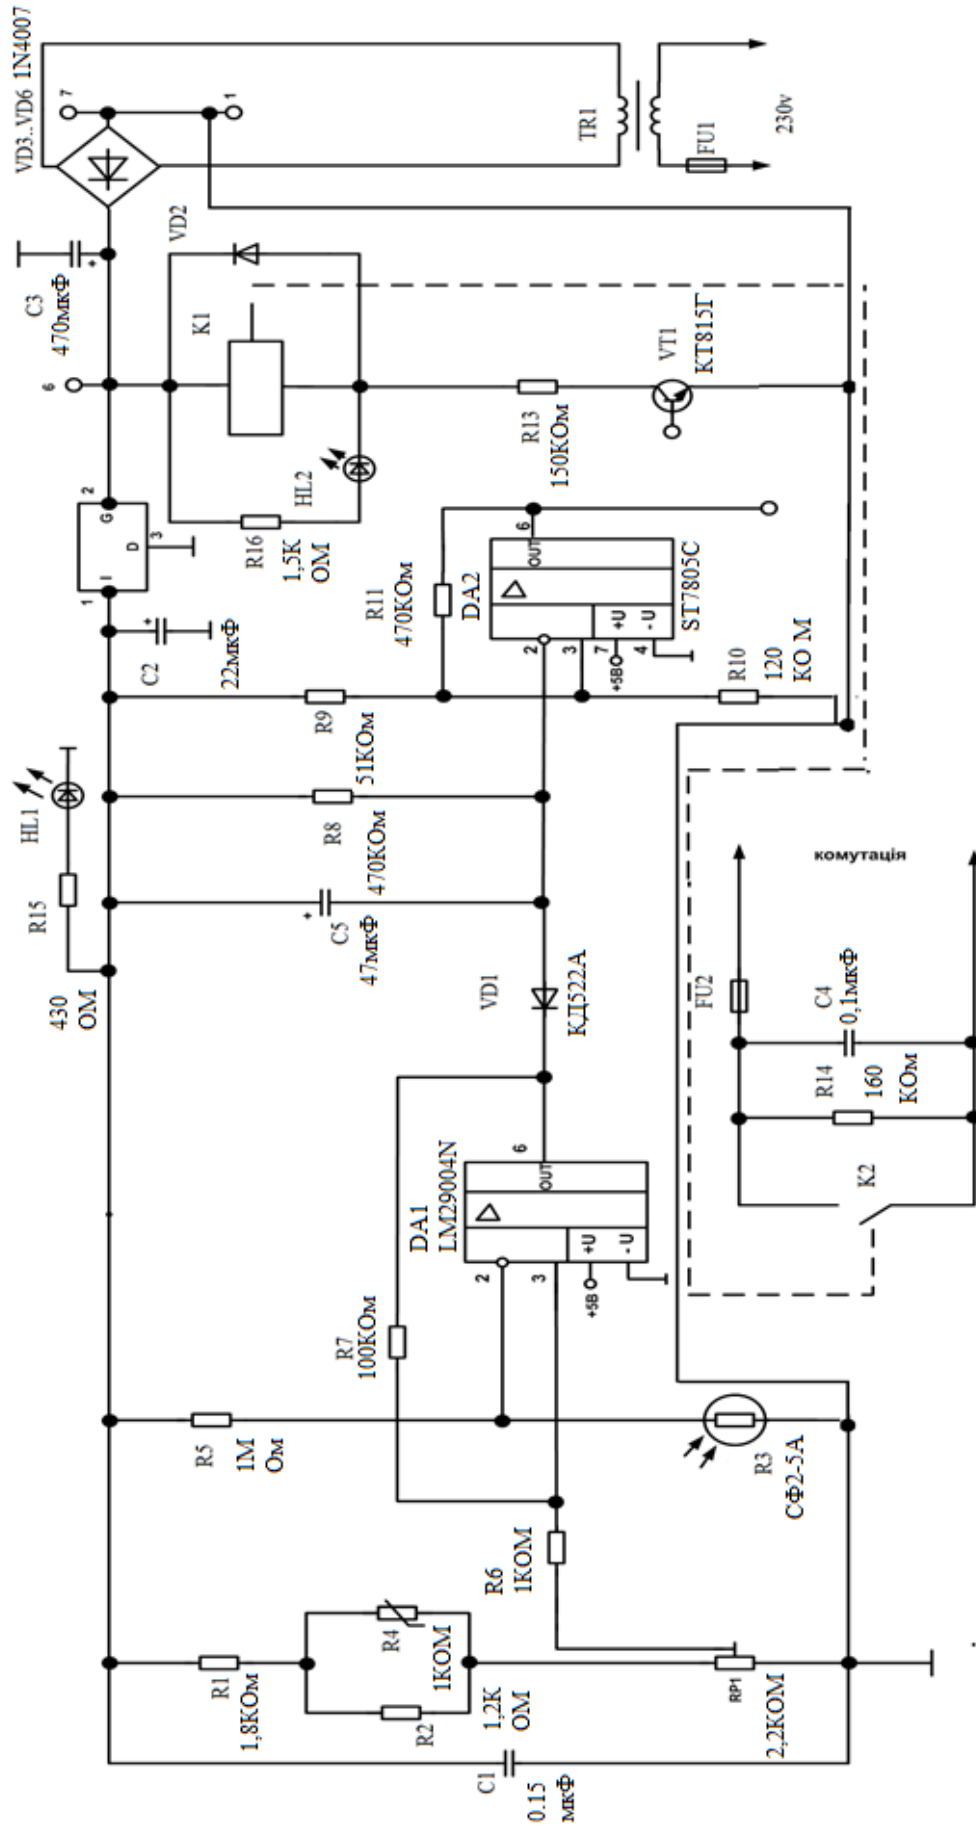 VD3..VD6 1N4007
7
1
TR1
FU1
230v
C3
470мкФ
+
VD2
6
K1
HL2
R16
1,5К
ОМ
R13
150КОм
VT1
КТ815Г
2
G
D
3
I
1
+
C2
22мкФ
R11
470КОм
DA2
ST7805C
6
OUT
2
3
7
+U
4
- U
+5В
R9
51КОм
R10
120
КО М
HL1
R15
430
ОМ
R8
470КОм
+
C5
47мкФ
VD1
КД522А
DA1
LM29004N
6
OUT
2
3
+U
- U
+5В
R7
100КОм
комутація
FU2
C4
0,1мкФ
R14
160
КОм
K2
R5
1М
Ом
R3
СФ2-5А
R6
1КОМ
R4
1КОМ
R1
1,8КОм
R2
1,2К
ОМ
RP1
2,2КОМ
C1
0.15
мкФ